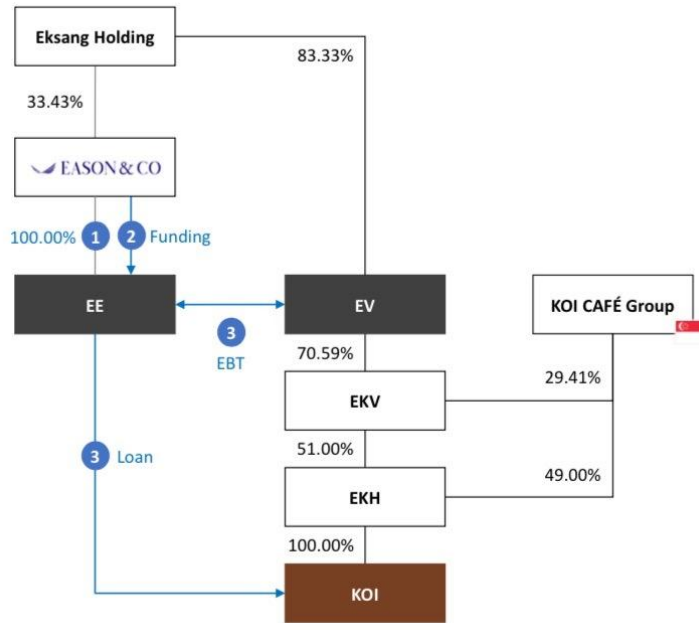 Eksang Holding
83.33%
33.43%
EASON & CO
100.00% 1 2 Funding
EE
EV
KOI CAFÉ Group
3
EBT
70.59%
29.41%
EKV
3 Loan
51.00%
49.00%
EKH
100.00%
KOI